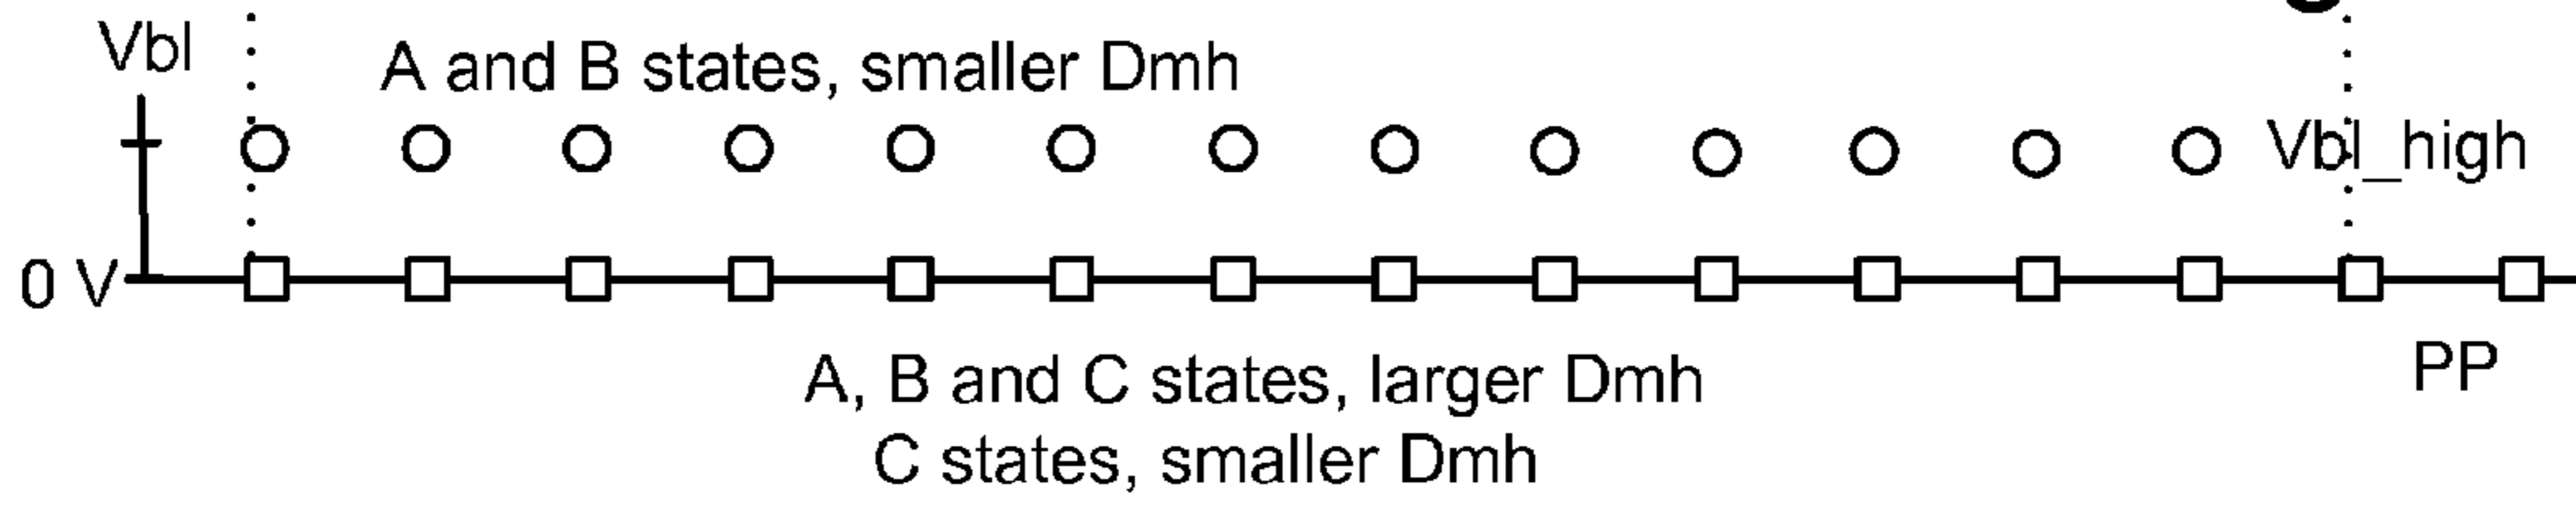 Vbl
A and B states, smaller Dmh
Vbl_high
0 V
A, B and C states, larger Dmh
PP
C states, smaller Dmh